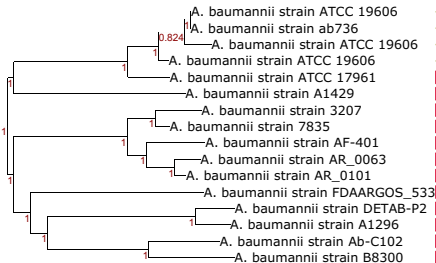 A. baumannii strain ATCC 19606
A. baumannii strain ab736
0.824
A. baumannii strain ATCC 19606
1
A. baumannii strain ATCC 19606
1
A. baumannii strain ATCC 17961
1
A. baumannii strain A1429
1
A. baumannii strain 3207
1
A. baumannii strain 7835
1
A. baumannii strain AF-401
1
A. baumannii strain AR_0063
1
A. baumannii strain AR_0101
1
1
A. baumannii strain FDAARGOS_533
A. baumannii strain DETAB-P2
1
A. baumannii strain A1296
1
1
A. baumannii strain Ab-C102
A. baumannii strain B8300
1